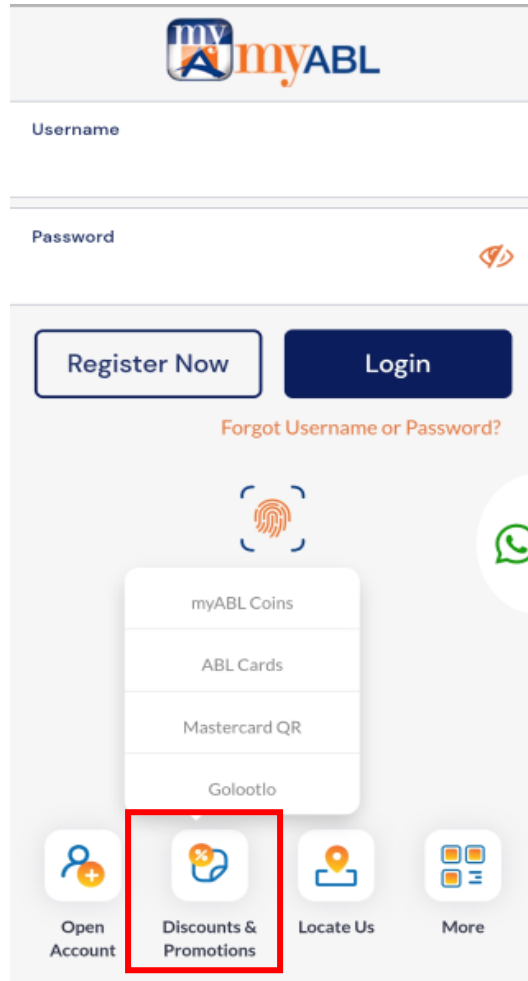 my
myABL
Username
Password
Register Now
Login
Forgot Username or Password?
myABL Coins
ABL Cards
Mastercard QR
Golootlo
Open
Account
Discounts &
Promotions
Locate Us
More